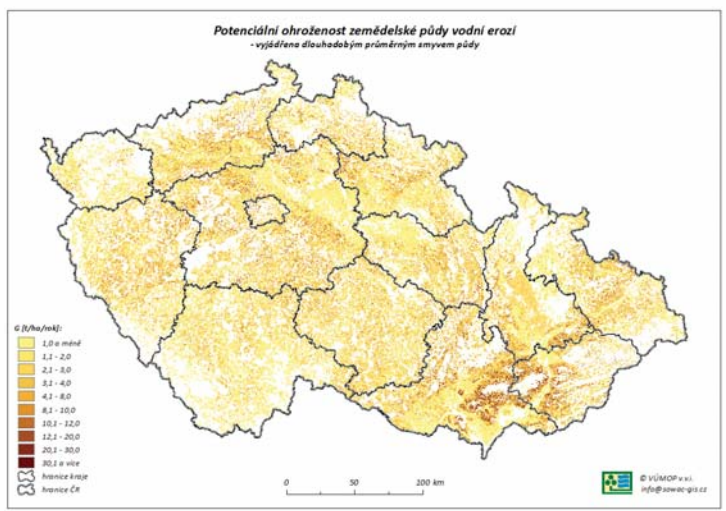 Potenciální ohroženost zemědelské půdy vodní erozí
- vyjádřena dlouhodobým průměrným smyvem půdy
G [t/ha/rok]:
1,0 a méně
1,1 - 2,0
2,1 - 3,0
3,1 - 4,0
4,1 - 8,0
8,1 - 10,0
10,1 - 12,0
12,1 - 20,0
20,1 - 30,0
30,1 a více
hranice kraje
hranice ČR
0 50 100 km
© VÚMOP v.v.i.
info@sowac-gis.cz